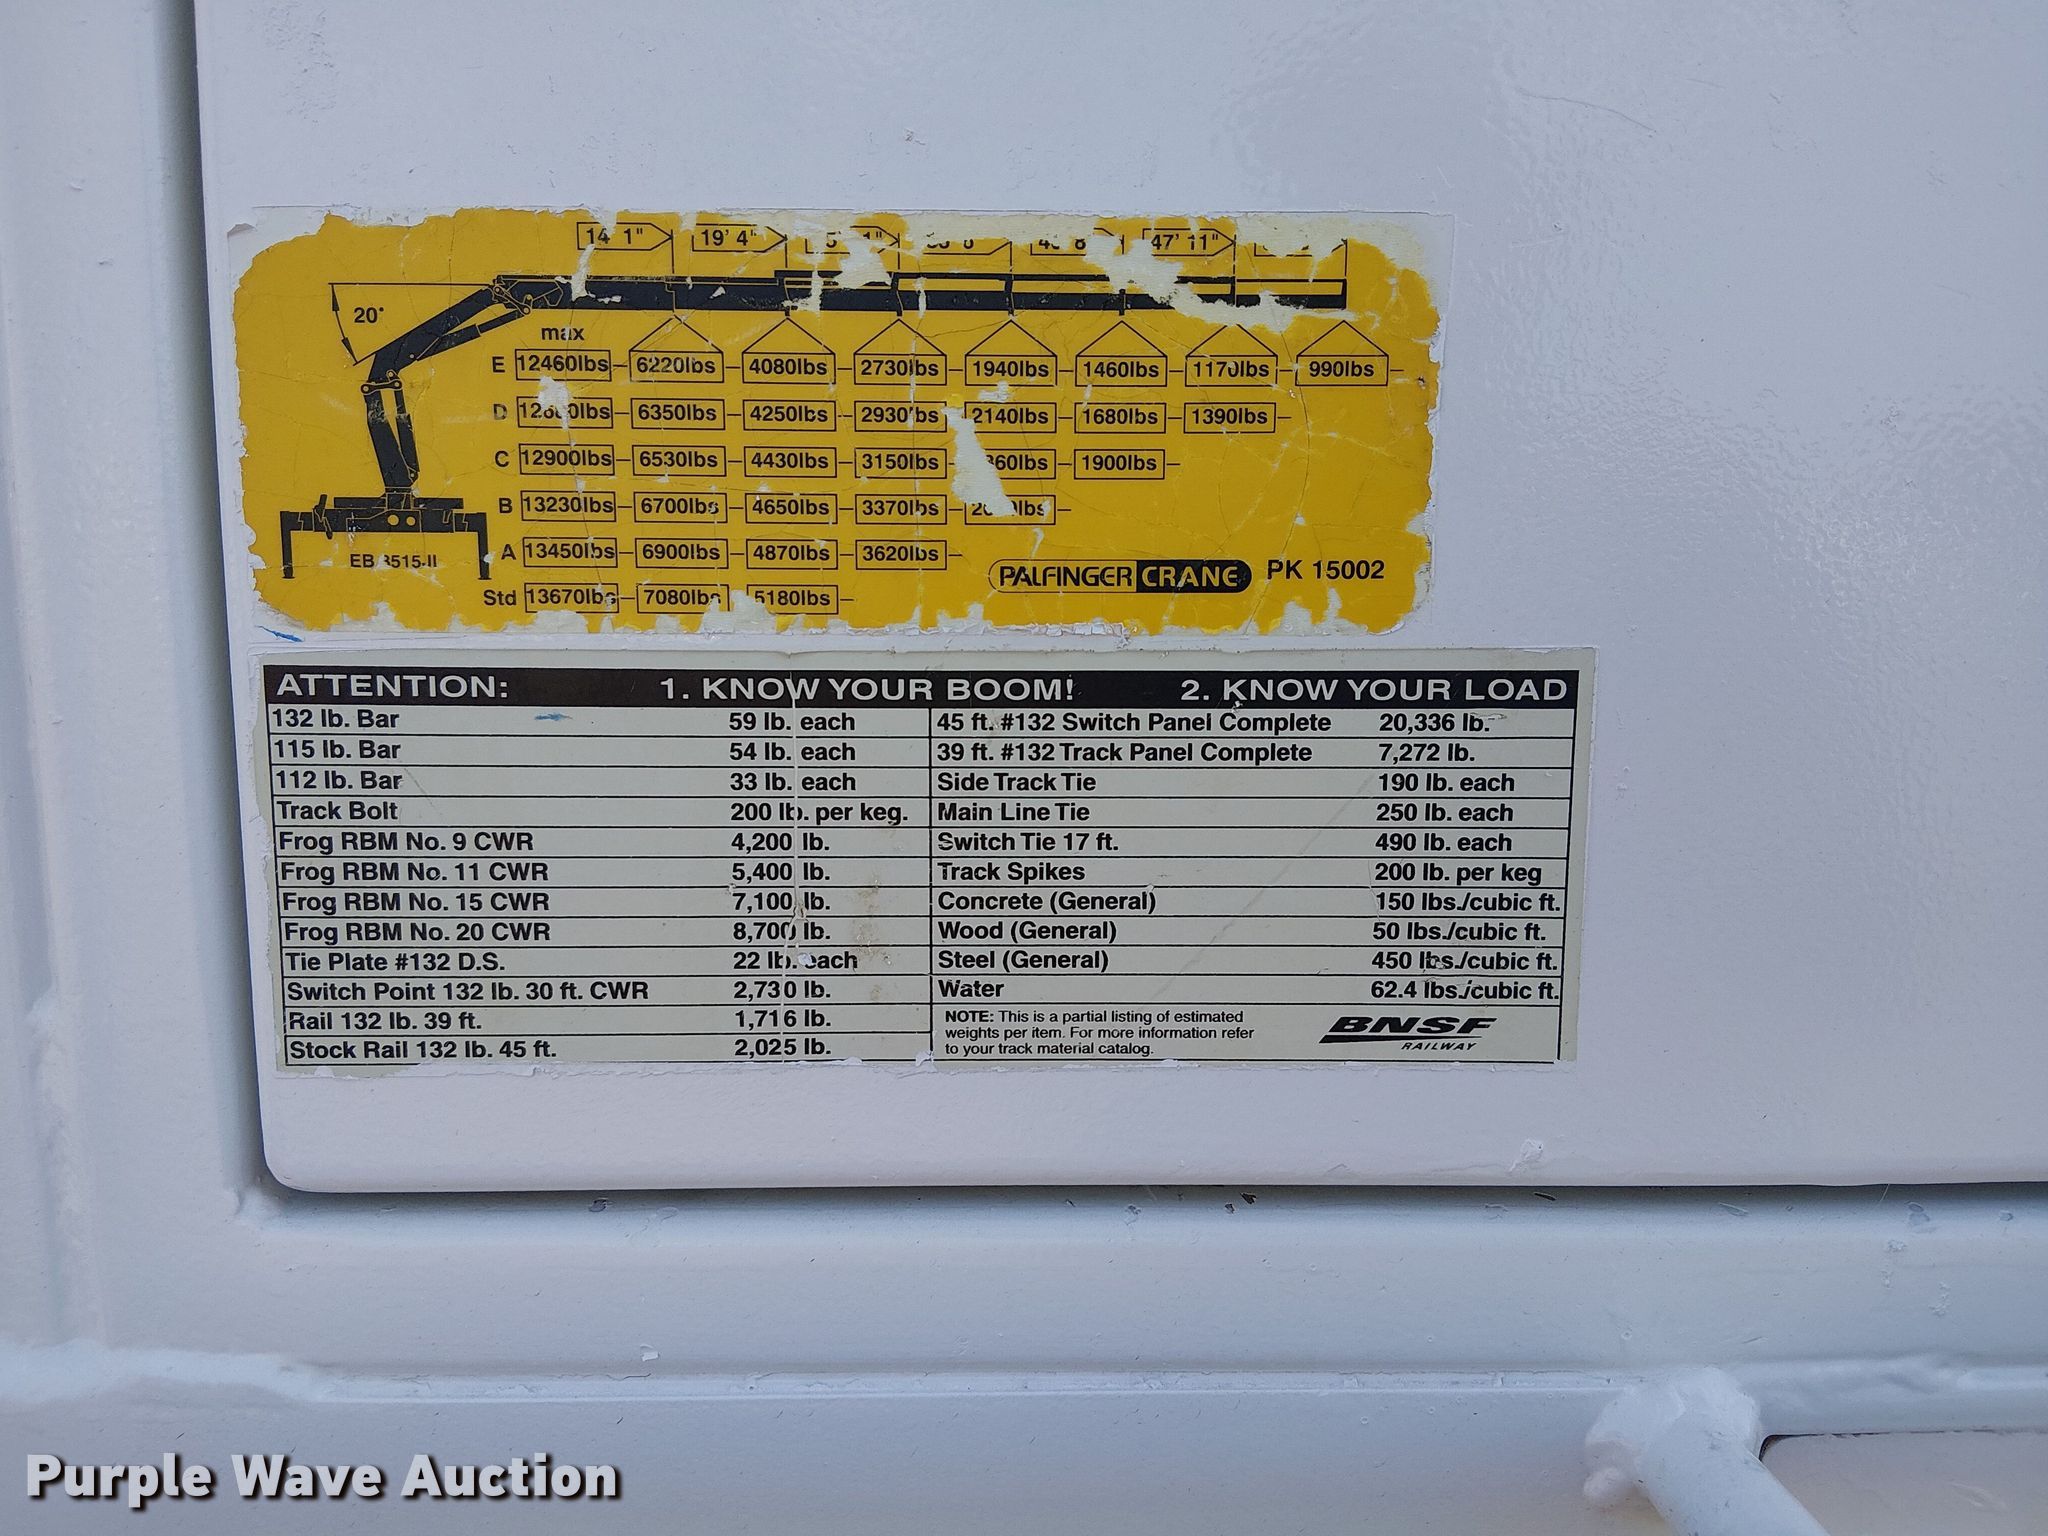 14' 1" 19' 4" 47' 11"
20°
max
E 12460lbs 6220lbs 4080lbs 2730lbs 1940lbs 1460lbs 1170lbs 990lbs
D 6350lbs 4250lbs 2930lbs 2140lbs 1680lbs 1390lbs
C 12900lbs 6530lbs 4430lbs 3150lbs 1900lbs
B 13230lbs 6700lbs 4650lbs 3370lbs
A 13450lbs 6900lbs 4870lbs 3620lbs
EB 3515-II
PALFINGER CRANE PK 15002
Std 13670lbs 7080lbs 5180lbs
ATTENTION: 1. KNOW YOUR BOOM! 2. KNOW YOUR LOAD
132 lb. Bar 59 lb. each
115 lb. Bar 54 lb. each
112 lb. Bar 33 lb. each
Track Bolt 200 lb. per keg.
Frog RBM No. 9 CWR 4,200 lb.
Frog RBM No. 11 CWR 5,400 lb.
Frog RBM No. 15 CWR 7,100 lb.
Frog RBM No. 20 CWR 8,700 lb.
Tie Plate #132 D.S. 22 lb. each
Switch Point 132 lb. 30 ft. CWR 2,730 lb.
Rail 132 lb. 39 ft. 1,716 lb.
Stock Rail 132 lb. 45 ft. 2,025 lb.
45 ft. #132 Switch Panel Complete 20,336 lb.
39 ft. #132 Track Panel Complete 7,272 lb.
Side Track Tie 190 lb. each
Main Line Tie 250 lb. each
Switch Tie 17 ft. 490 lb. each
Track Spikes 200 lb. per keg
Concrete (General) 150 lbs./cubic ft.
Wood (General) 50 lbs./cubic ft.
Steel (General) 450 lbs./cubic ft.
Water 62.4 lbs./cubic ft.
NOTE: This is a partial listing of estimated
weights per item. For more information refer
to your track material catalog.
BNSF
RAILWAY
Purple Wave Auction